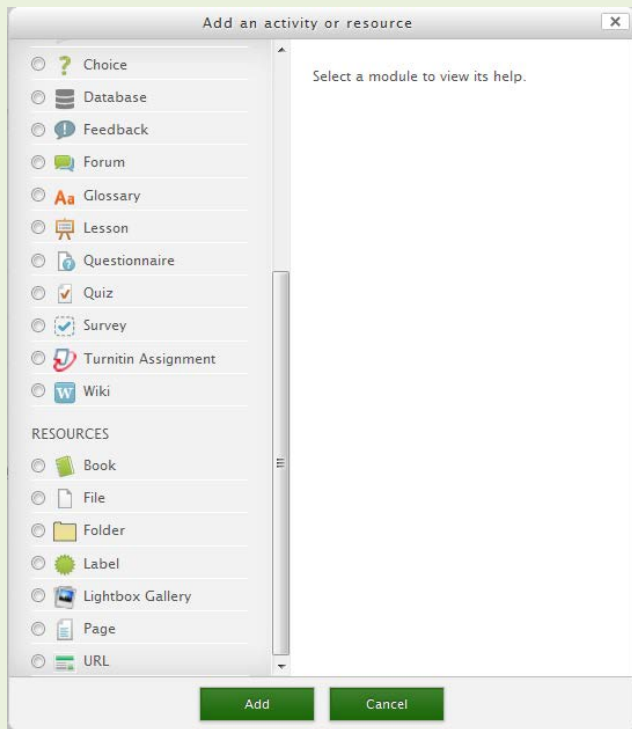 Add an activity or resource
Choice
Select a module to view its help.
Database
Feedback
Forum
Aa Glossary
Lesson
Questionnaire
Quiz
Survey
Turnitin Assignment
W Wiki
RESOURCES
Book
File
Folder
Label
Lightbox Gallery
Page
URL
Add
Cancel